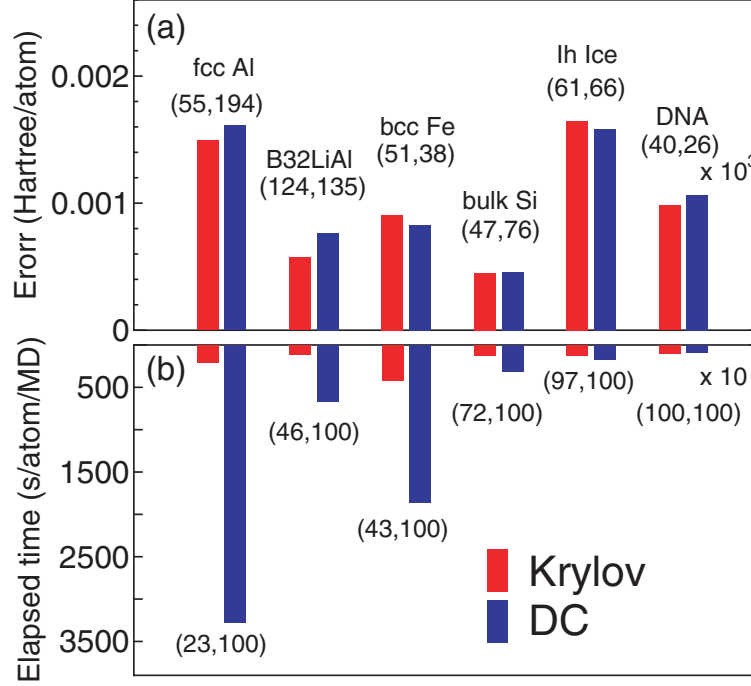 (a)
Erorr (Hartree/atom)
0.002
0.001
0
fcc Al
(55,194)
B32LiAl
(124,135)
bcc Fe
(51,38)
bulk Si
(47,76)
Ih Ice
(61,66)
DNA
(40,26)
x 10³
(b)
Elapsed time (s/atom/MD)
500
1500
2500
3500
(23,100)
(46,100)
(43,100)
(72,100)
(97,100)
(100,100)
x 10
Krylov
DC